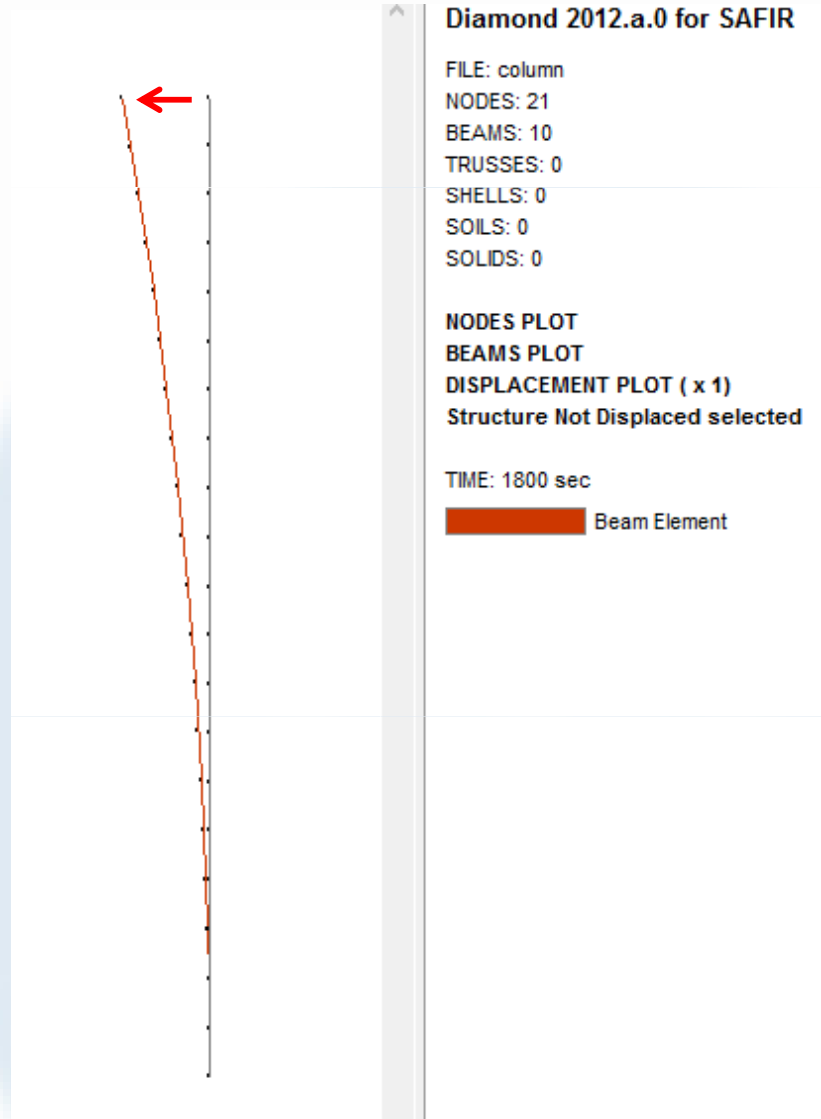 Diamond 2012.a.0 for SAFIR
FILE: column
NODES: 21
BEAMS: 10
TRUSSES: 0
SHELLS: 0
SOILS: 0
SOLIDS: 0
NODES PLOT
BEAMS PLOT
DISPLACEMENT PLOT ( x 1)
Structure Not Displaced selected
TIME: 1800 sec
Beam Element